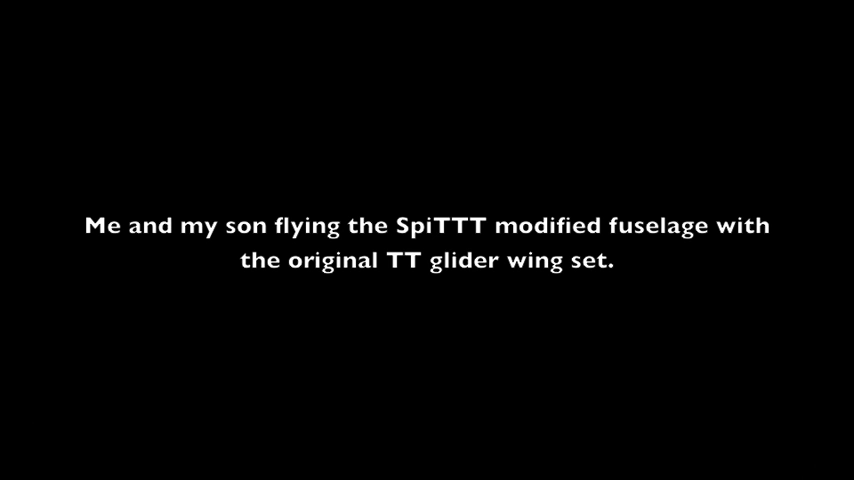 Me and my son flying the SpiTTT modified fuselage with
the original TT glider wing set.